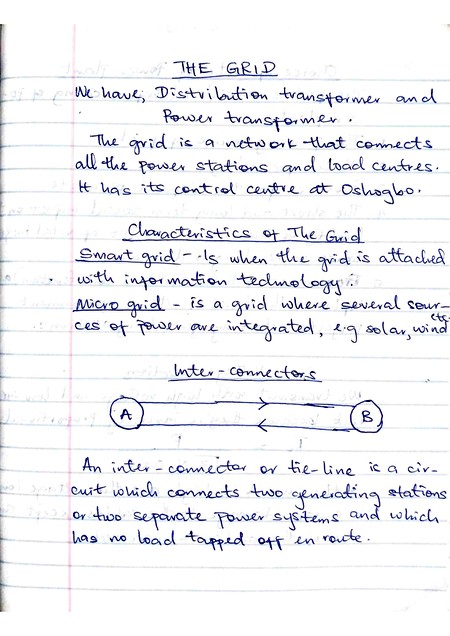 THE GRID
We have, Distribution transformer and
Power transformer.
The grid is a network that connects
all the power stations and load centres.
It has its control centre at Oshogbo.
Characteristics of The Grid
Smart grid - Is when the grid is attached
with information technology.
Micro grid - is a grid where several sour-
ces of power are integrated, e.g solar, wind etc.
Inter-connectors
A B
An inter-connector or tie-line is a cir-
cuit which connects two generating stations
or two separate power systems and which
has no load tapped off en route.